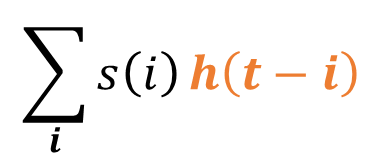 ∑ s(i) h(t − i)
i